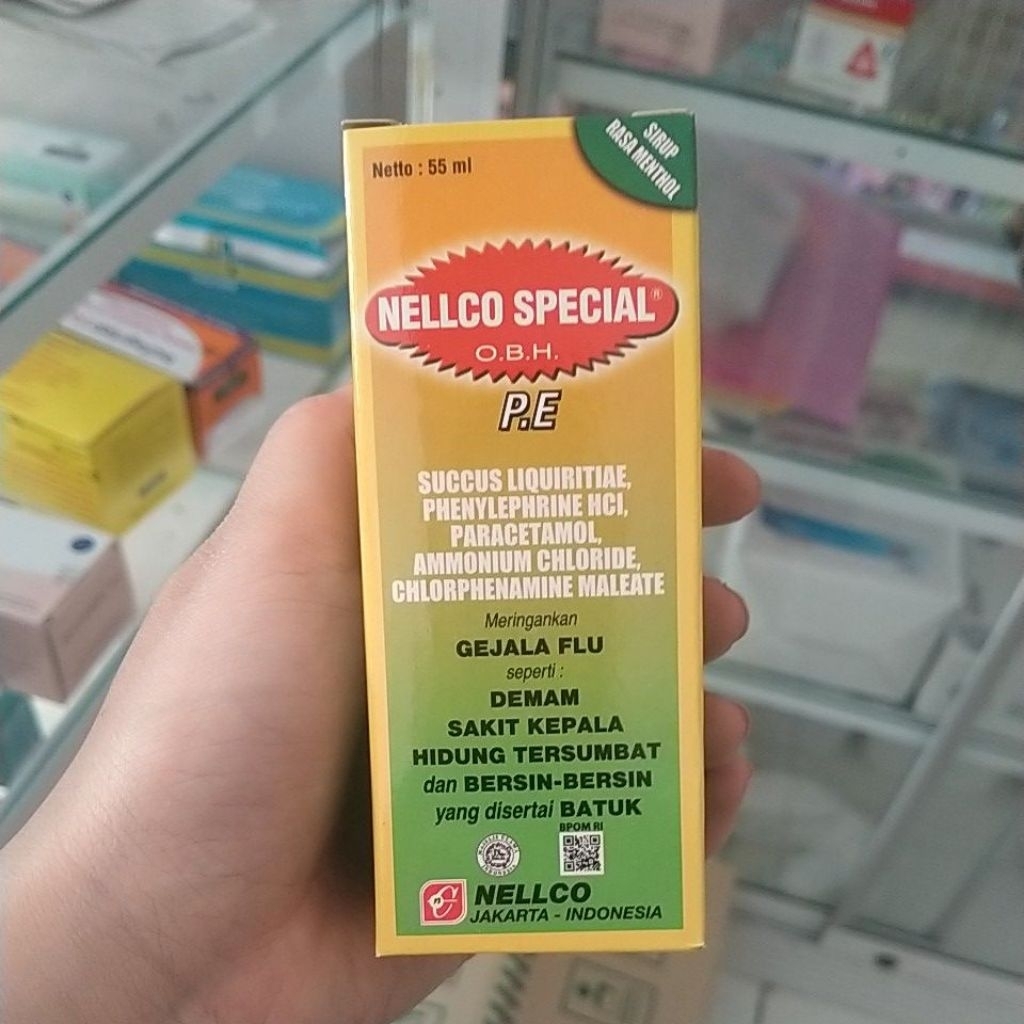 Netto : 55 ml
SIRUP
RASA MENTHOL
NELLCO SPECIAL®
O.B.H.
P.E
SUCCUS LIQUIRITIAE,
PHENYLEPHRINE HCl,
PARACETAMOL,
AMMONIUM CHLORIDE,
CHLORPHENAMINE MALEATE
Meringankan
GEJALA FLU
seperti :
DEMAM
SAKIT KEPALA
HIDUNG TERSUMBAT
dan BERSIN-BERSIN
yang disertai BATUK
BPOM RI
NELLCO
JAKARTA - INDONESIA